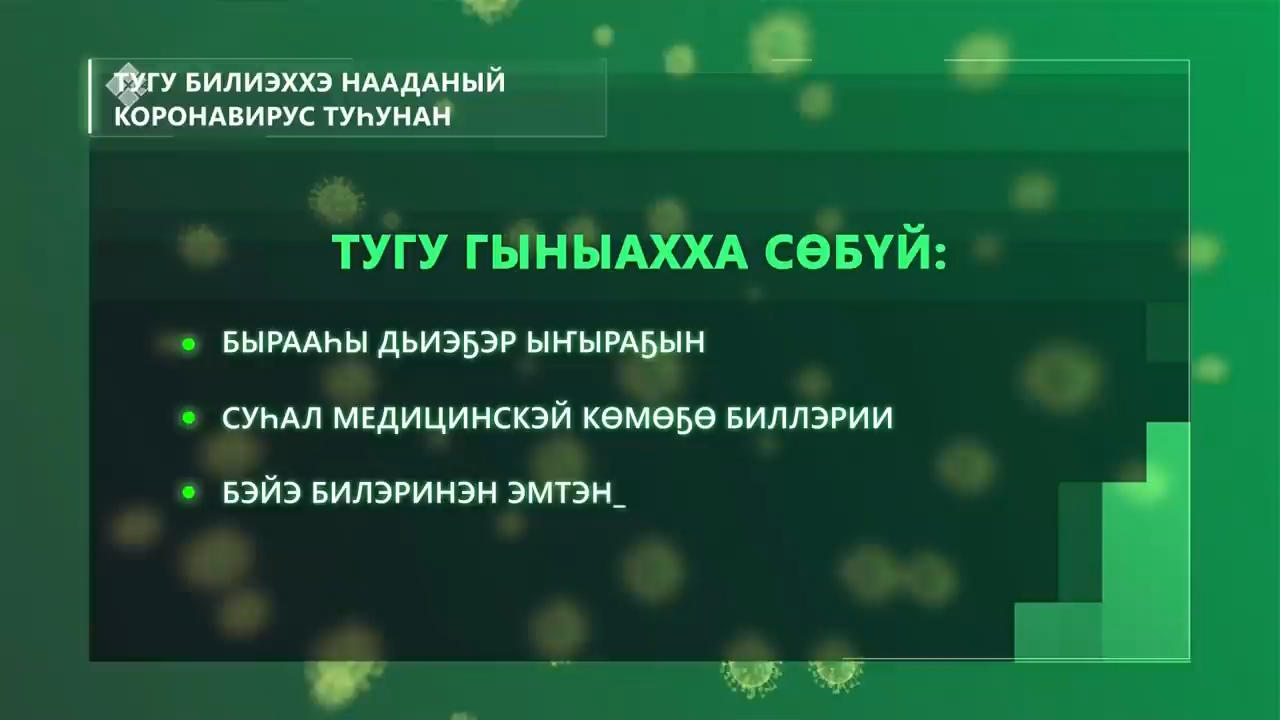 ТУГУ БИЛИЭХХЭ НААДАНЫЙ
КОРОНАВИРУС ТУҺУНАН
ТУГУ ГЫНЫАХХА СӨБҮЙ:
• БЫРААҺЫ ДЬИЭҔЭР ЫҤЫРАҔЫН
• СУҺАЛ МЕДИЦИНСКЭЙ КӨМӨҔӨ БИЛЛЭРИИ
• БЭЙЭ БИЛЭРИНЭН ЭМТЭН_